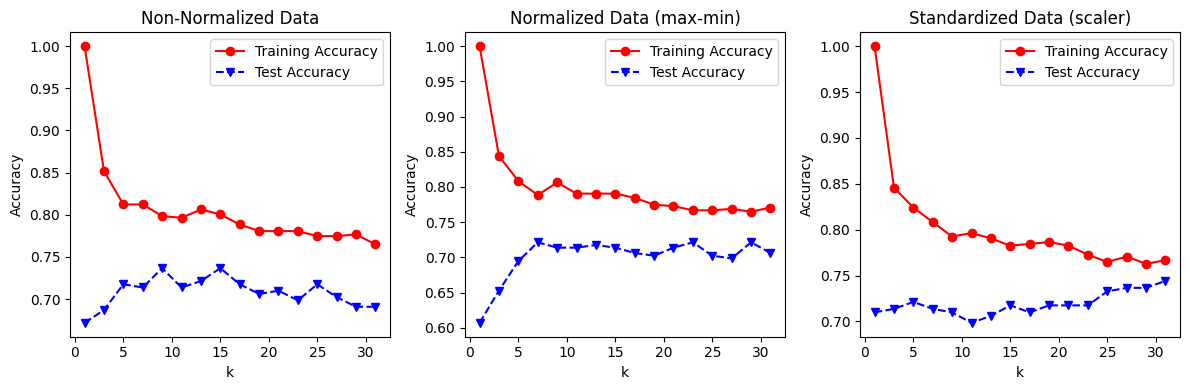 Non-Normalized Data
Training Accuracy
Test Accuracy
1.00
0.95
0.90
0.85
0.80
0.75
0.70
Accuracy
0
5
10
15
20
25
30
k
Normalized Data (max-min)
Training Accuracy
Test Accuracy
1.00
0.95
0.90
0.85
0.80
0.75
0.70
0.65
0.60
Accuracy
0
5
10
15
20
25
30
k
Standardized Data (scaler)
Training Accuracy
Test Accuracy
1.00
0.95
0.90
0.85
0.80
0.75
0.70
Accuracy
0
5
10
15
20
25
30
k